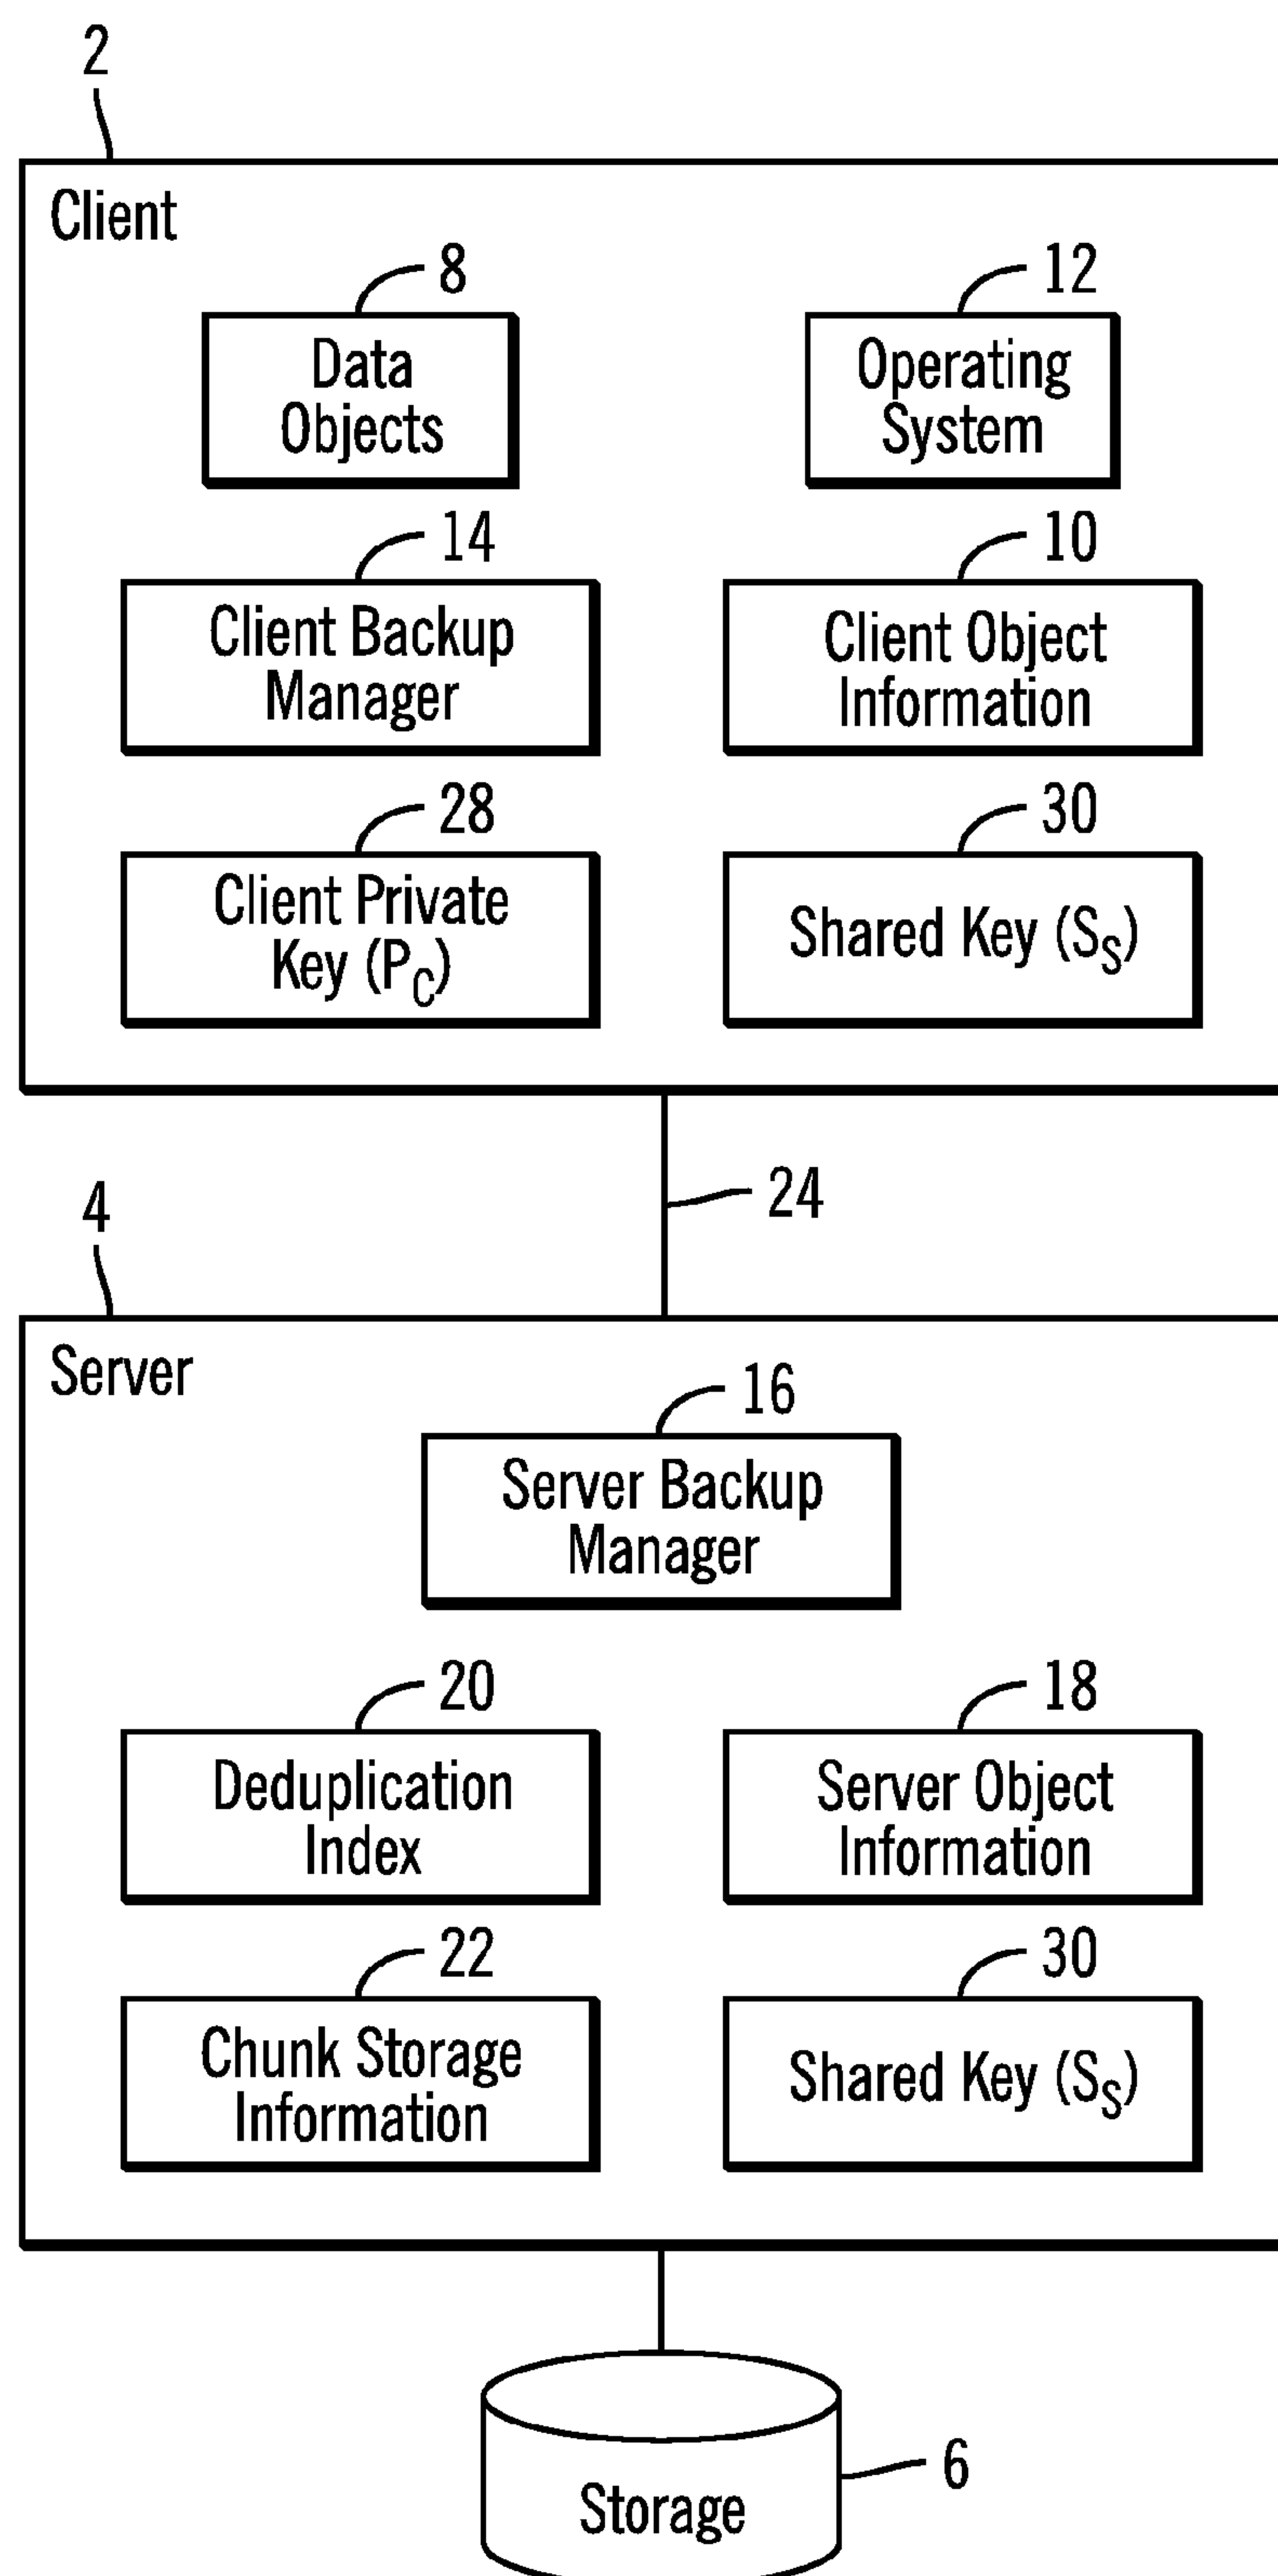 2
Client
8
12
Data
Objects
Operating
System
14
10
Client Backup
Manager
Client Object
Information
28
30
Client Private
Key (PC)
Shared Key (SS)
24
4
Server
16
Server Backup
Manager
20
18
Deduplication
Index
Server Object
Information
22
30
Chunk Storage
Information
Shared Key (SS)
6
Storage